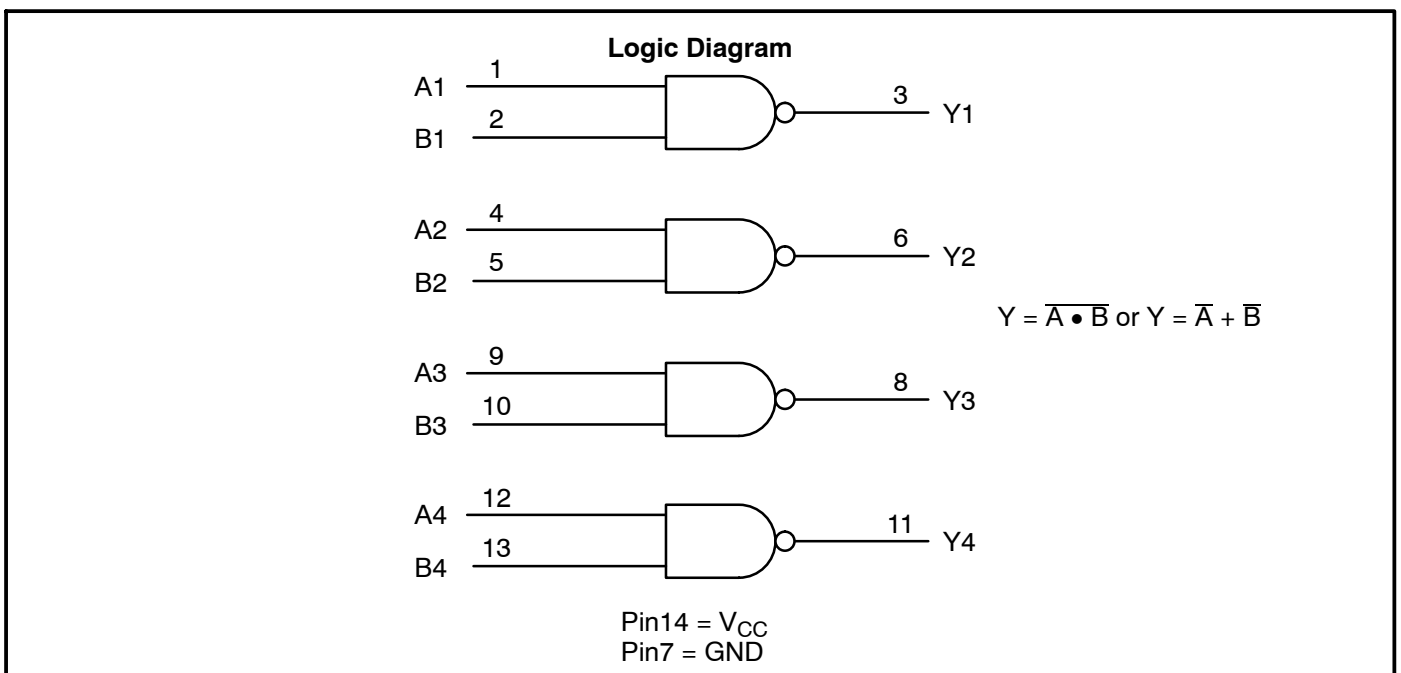 Logic Diagram
A1 1
B1 2
3 Y1
A2 4
B2 5
6 Y2
Y = A̅ ̅•̅ ̅B̅ or Y = A̅ + B̅
A3 9
B3 10
8 Y3
A4 12
B4 13
11 Y4
Pin14 = VCC
Pin7 = GND